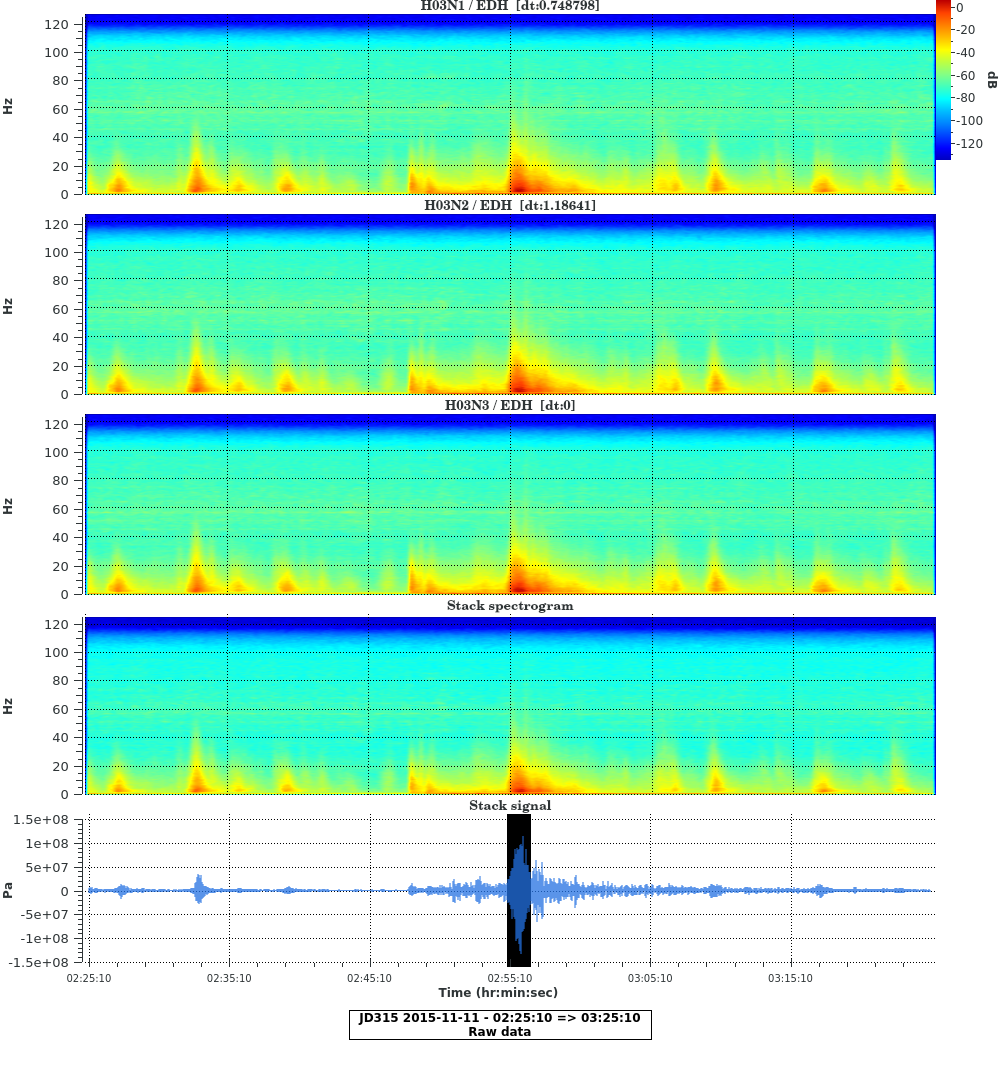 H03N1 / EDH [dt:0.748798]
120
100
80
60
40
20
0
Hz
0
-20
-40
-60
-80
-100
-120
dB
H03N2 / EDH [dt:1.18641]
120
100
80
60
40
20
0
Hz
H03N3 / EDH [dt:0]
120
100
80
60
40
20
0
Hz
Stack spectrogram
120
100
80
60
40
20
0
Hz
Stack signal
1.5e+08
1e+08
5e+07
0
-5e+07
-1e+08
-1.5e+08
Pa
02:25:10 02:35:10 02:45:10 02:55:10 03:05:10 03:15:10
Time (hr:min:sec)
JD315 2015-11-11 - 02:25:10 => 03:25:10
Raw data